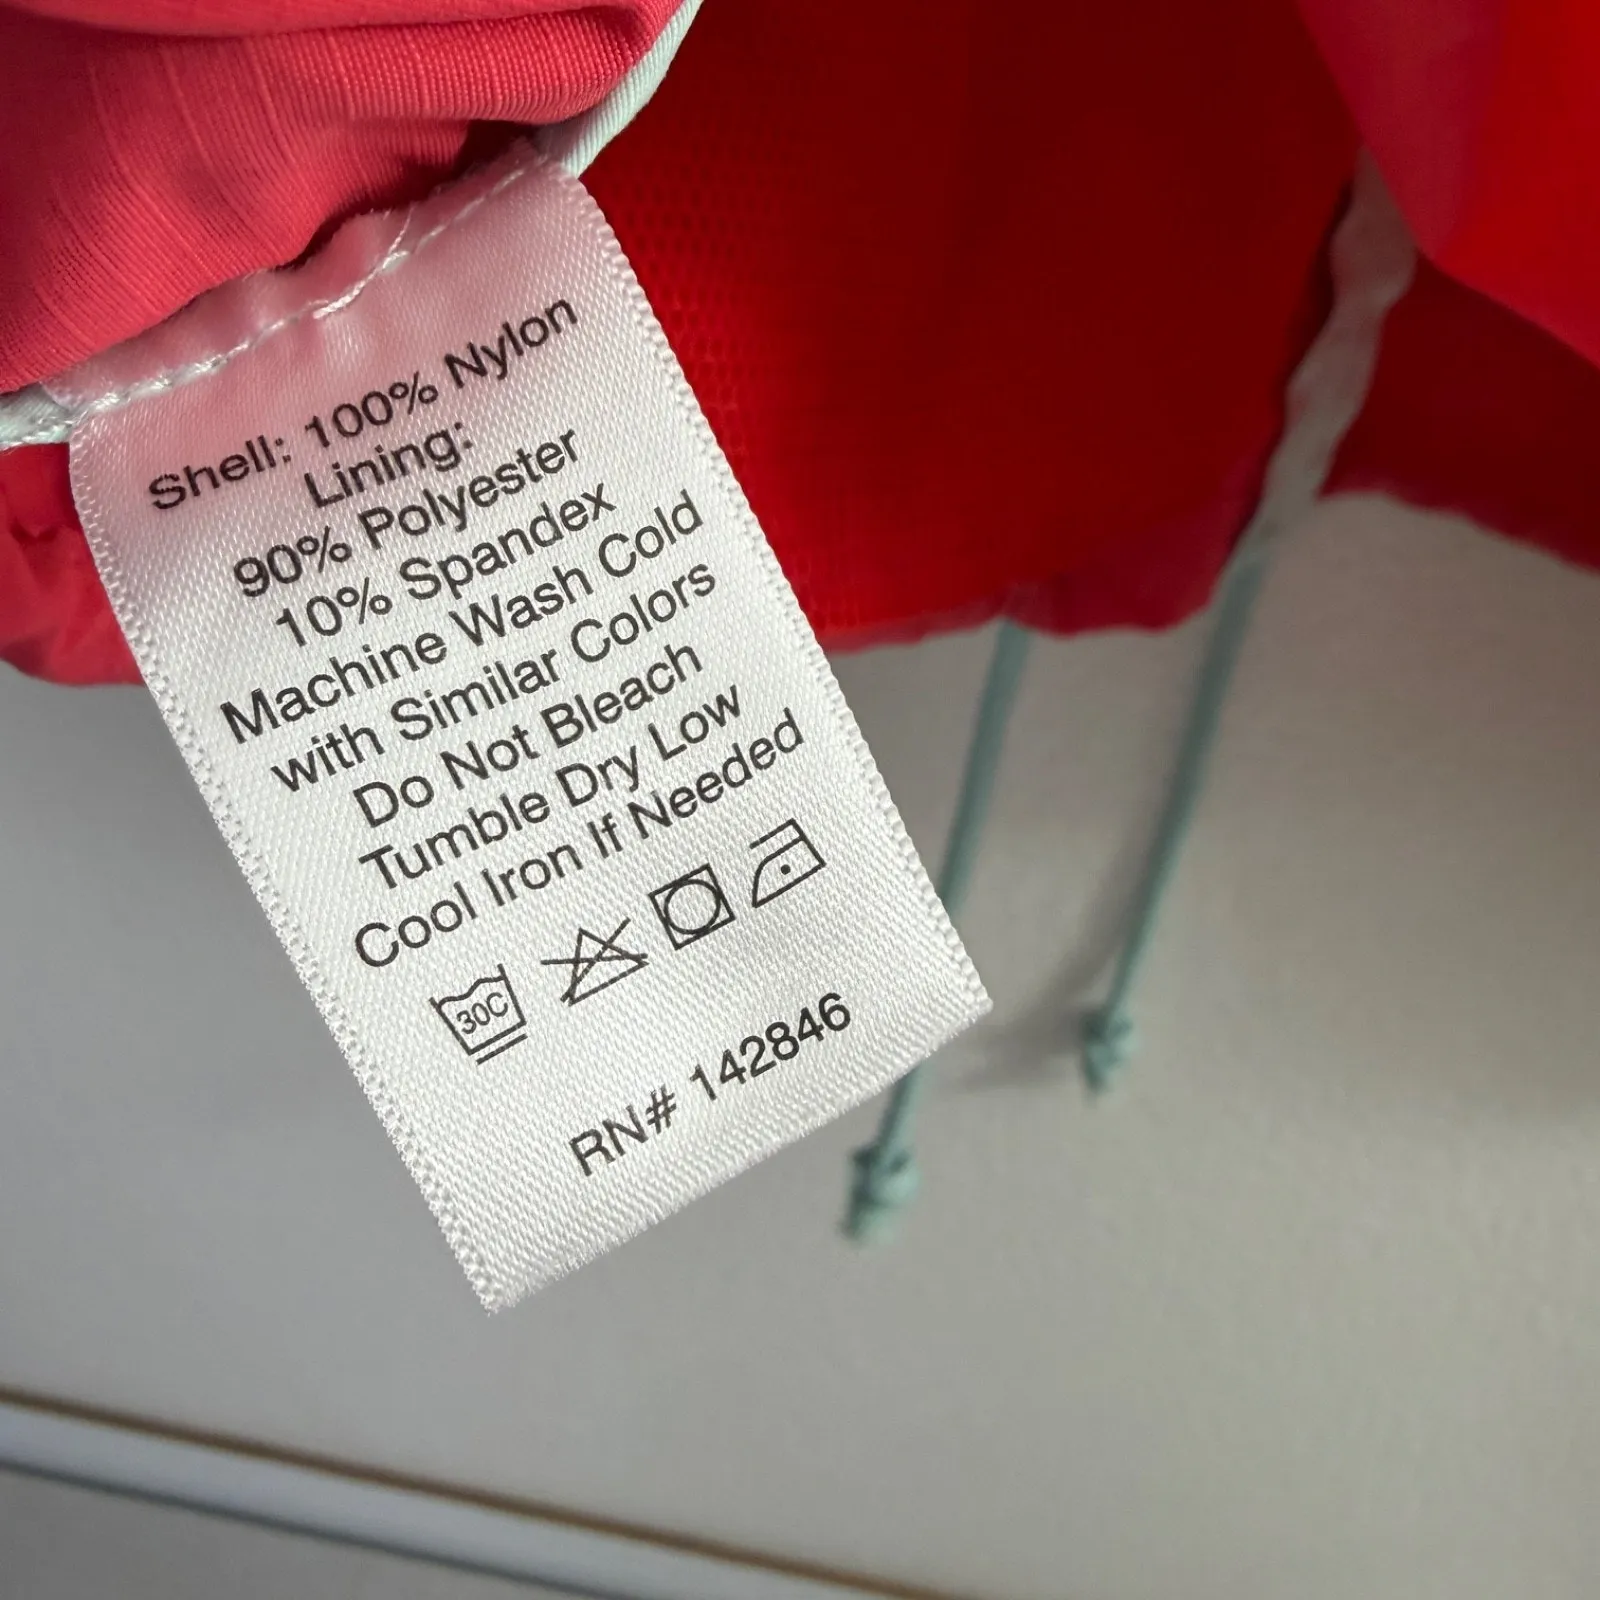 Shell: 100% Nylon
Lining:
90% Polyester
10% Spandex
Machine Wash Cold
with Similar Colors
Do Not Bleach
Tumble Dry Low
Cool Iron If Needed
30C
RN# 142846